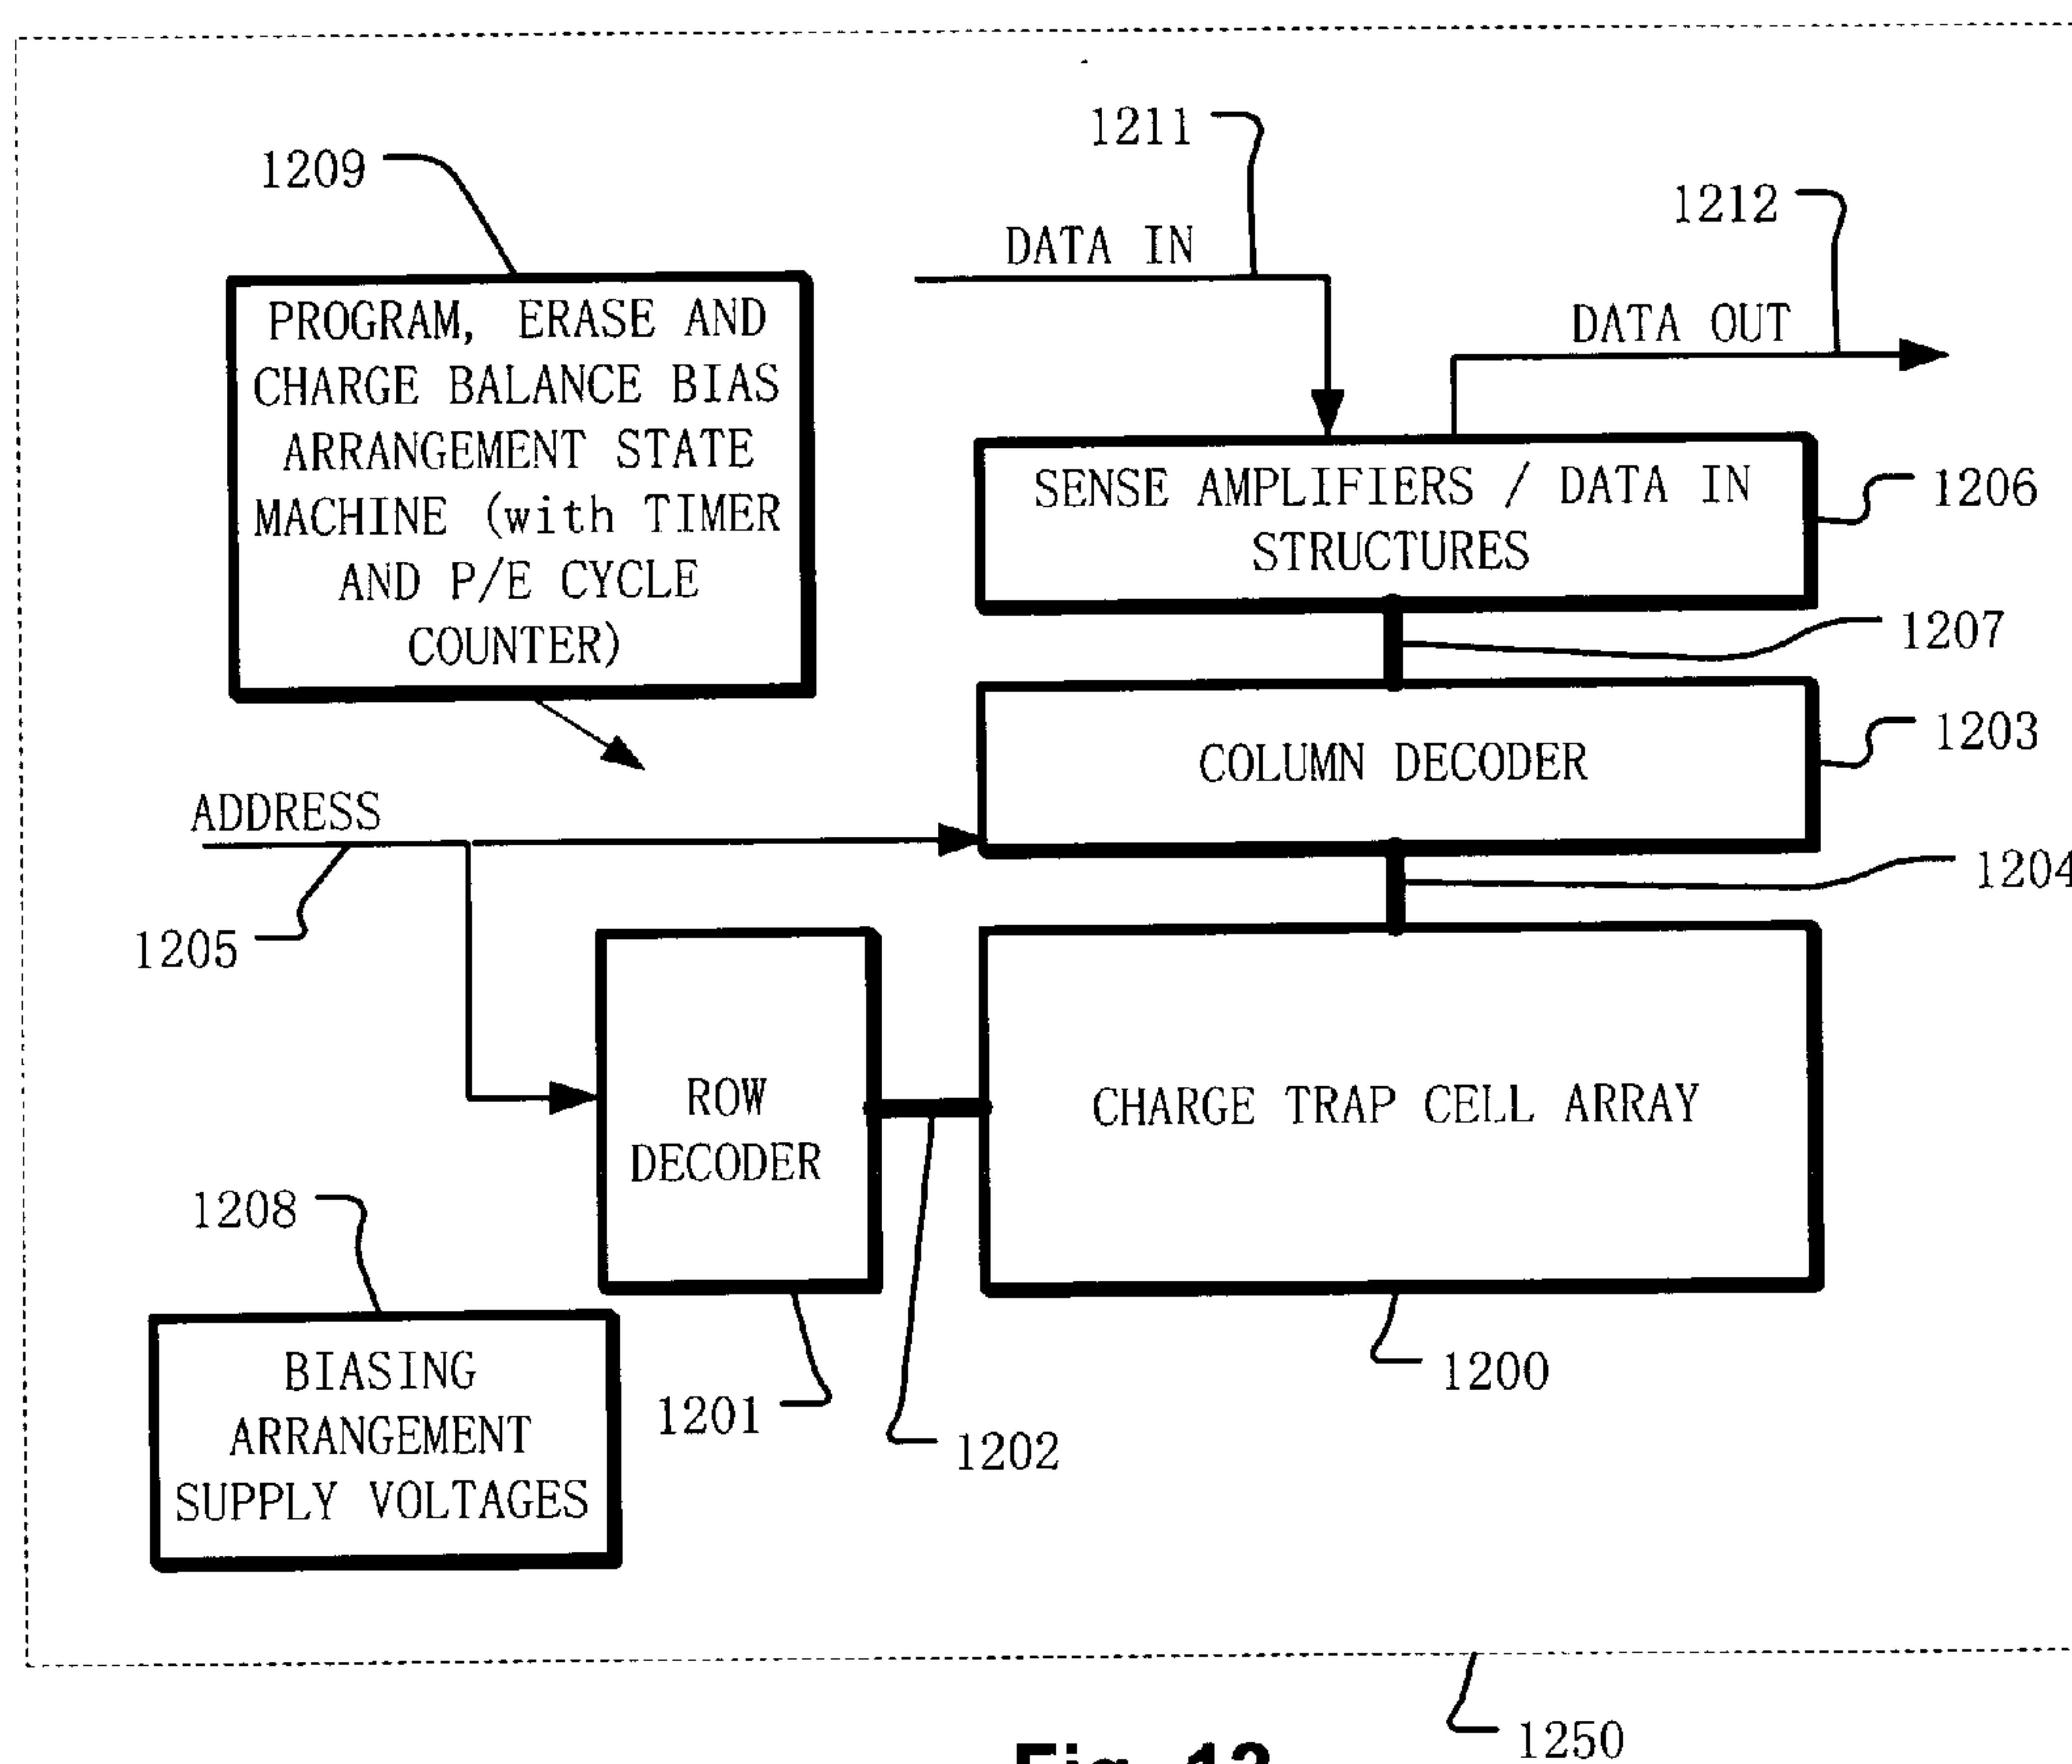 1211
1209
1212
DATA IN
DATA OUT
PROGRAM, ERASE AND
CHARGE BALANCE BIAS
ARRANGEMENT STATE
MACHINE (with TIMER
AND P/E CYCLE
COUNTER)
SENSE AMPLIFIERS / DATA IN
STRUCTURES
1206
1207
COLUMN DECODER
1203
ADDRESS
1204
1205
ROW
DECODER
CHARGE TRAP CELL ARRAY
1208
1200
1201
1202
BIASING
ARRANGEMENT
SUPPLY VOLTAGES
1250
Fig.